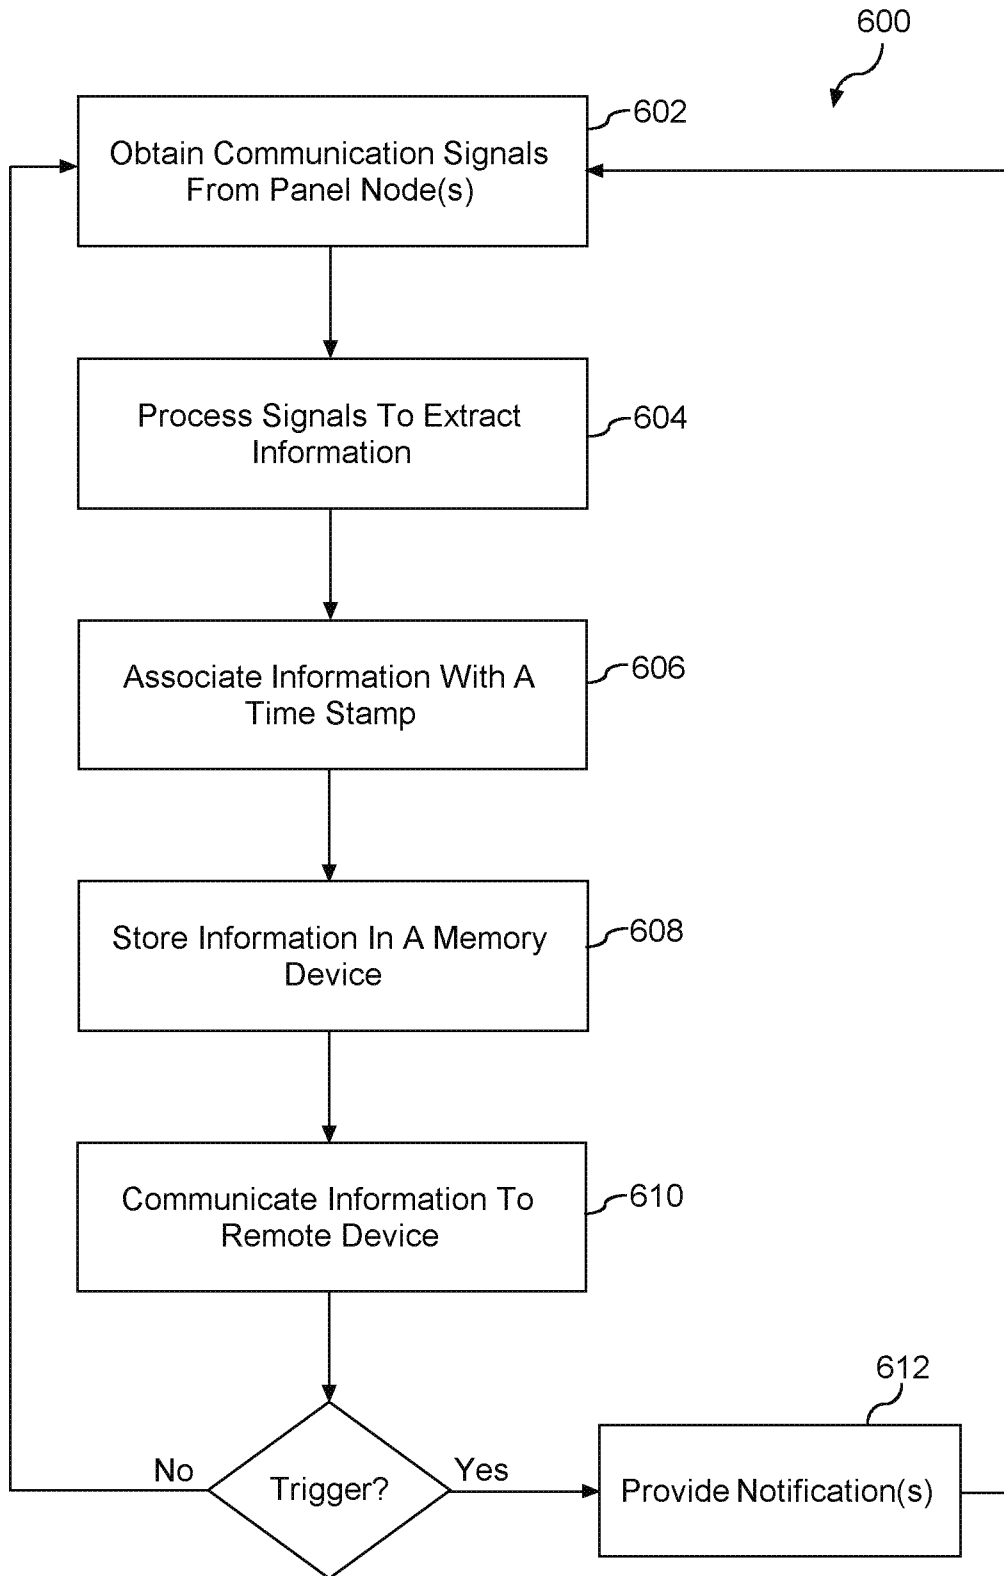 600
602
Obtain Communication Signals
From Panel Node(s)
Process Signals To Extract
Information
604
Associate Information With A
Time Stamp
606
Store Information In A Memory
Device
608
Communicate Information To
Remote Device
610
612
No
Trigger?
Yes
Provide Notification(s)